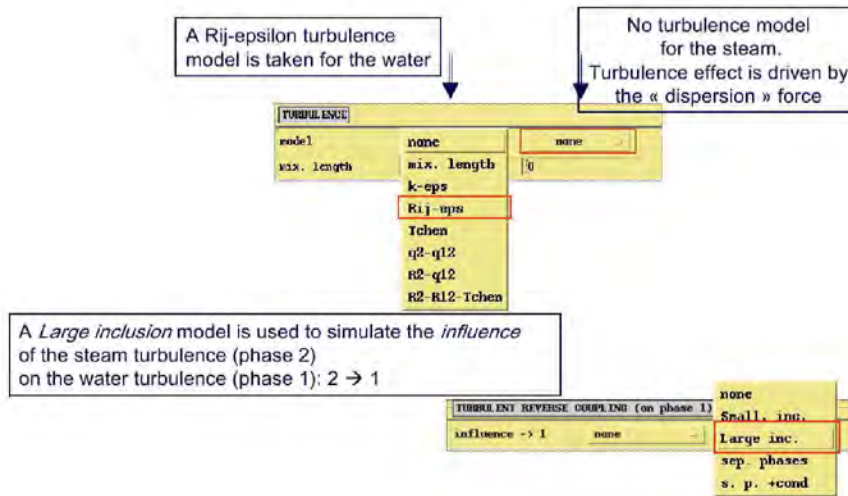 A Rij-epsilon turbulence
model is taken for the water
No turbulence model
for the steam.
Turbulence effect is driven by
the « dispersion » force
TURBULENCE
model
none
none
mix. length
mix. length
0
k-eps
Rij-eps
Tchen
q2-q12
R2-q12
R2-R12-Tchen
A Large inclusion model is used to simulate the influence
of the steam turbulence (phase 2)
on the water turbulence (phase 1): 2 → 1
TURBULENT REVERSE COUPLING (on phase 1)
influence -> 1
none
none
Small. inc.
Large inc.
sep. phases
s. p. +cond